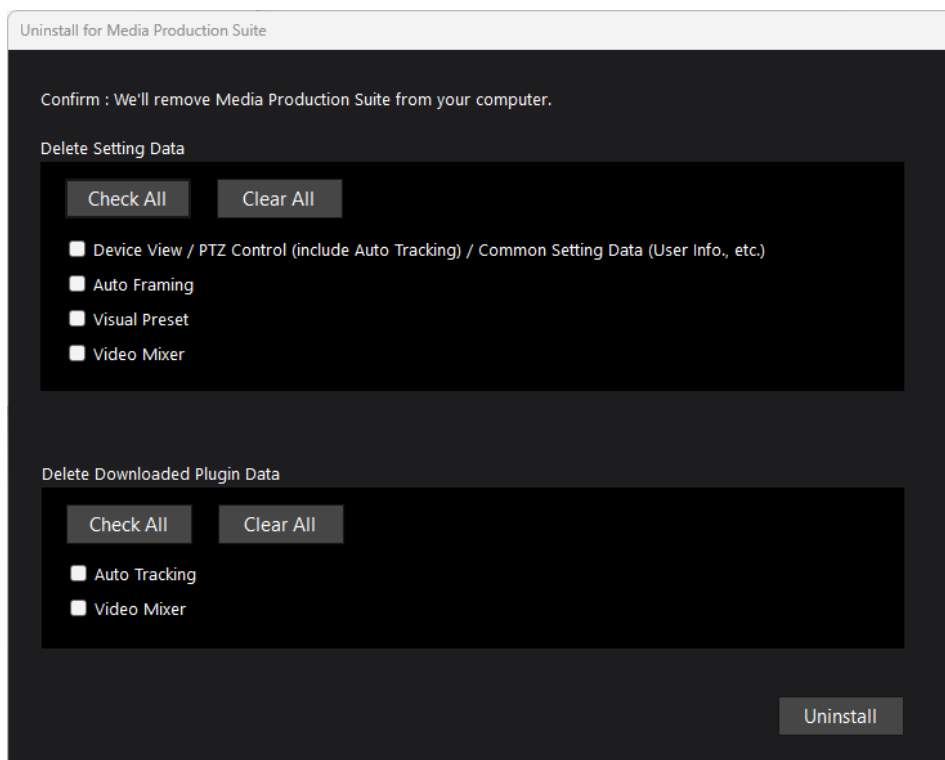 Uninstall for Media Production Suite
Confirm : We'll remove Media Production Suite from your computer.
Delete Setting Data
Check All Clear All
Device View / PTZ Control (include Auto Tracking) / Common Setting Data (User Info., etc.)
Auto Framing
Visual Preset
Video Mixer
Delete Downloaded Plugin Data
Check All Clear All
Auto Tracking
Video Mixer
Uninstall